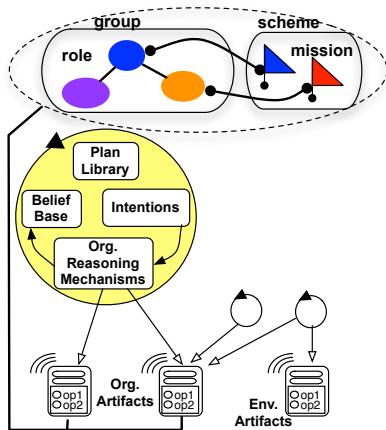 group
scheme
role
mission
Plan
Library
Belief
Base
Intentions
Org.
Reasoning
Mechanisms
Org.
Artifacts
Env.
Artifacts
op1
op2
op1
op2
op1
op2